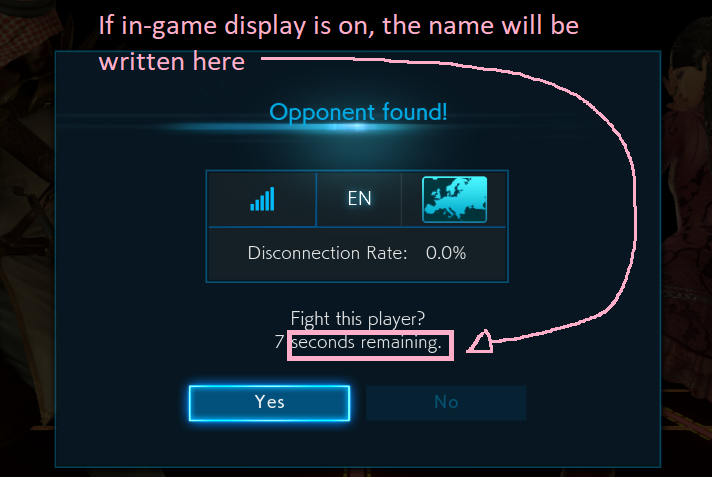 If in-game display is on, the name will be
written here
Opponent found!
EN
Disconnection Rate: 0.0%
Fight this player?
7 seconds remaining.
Yes
No